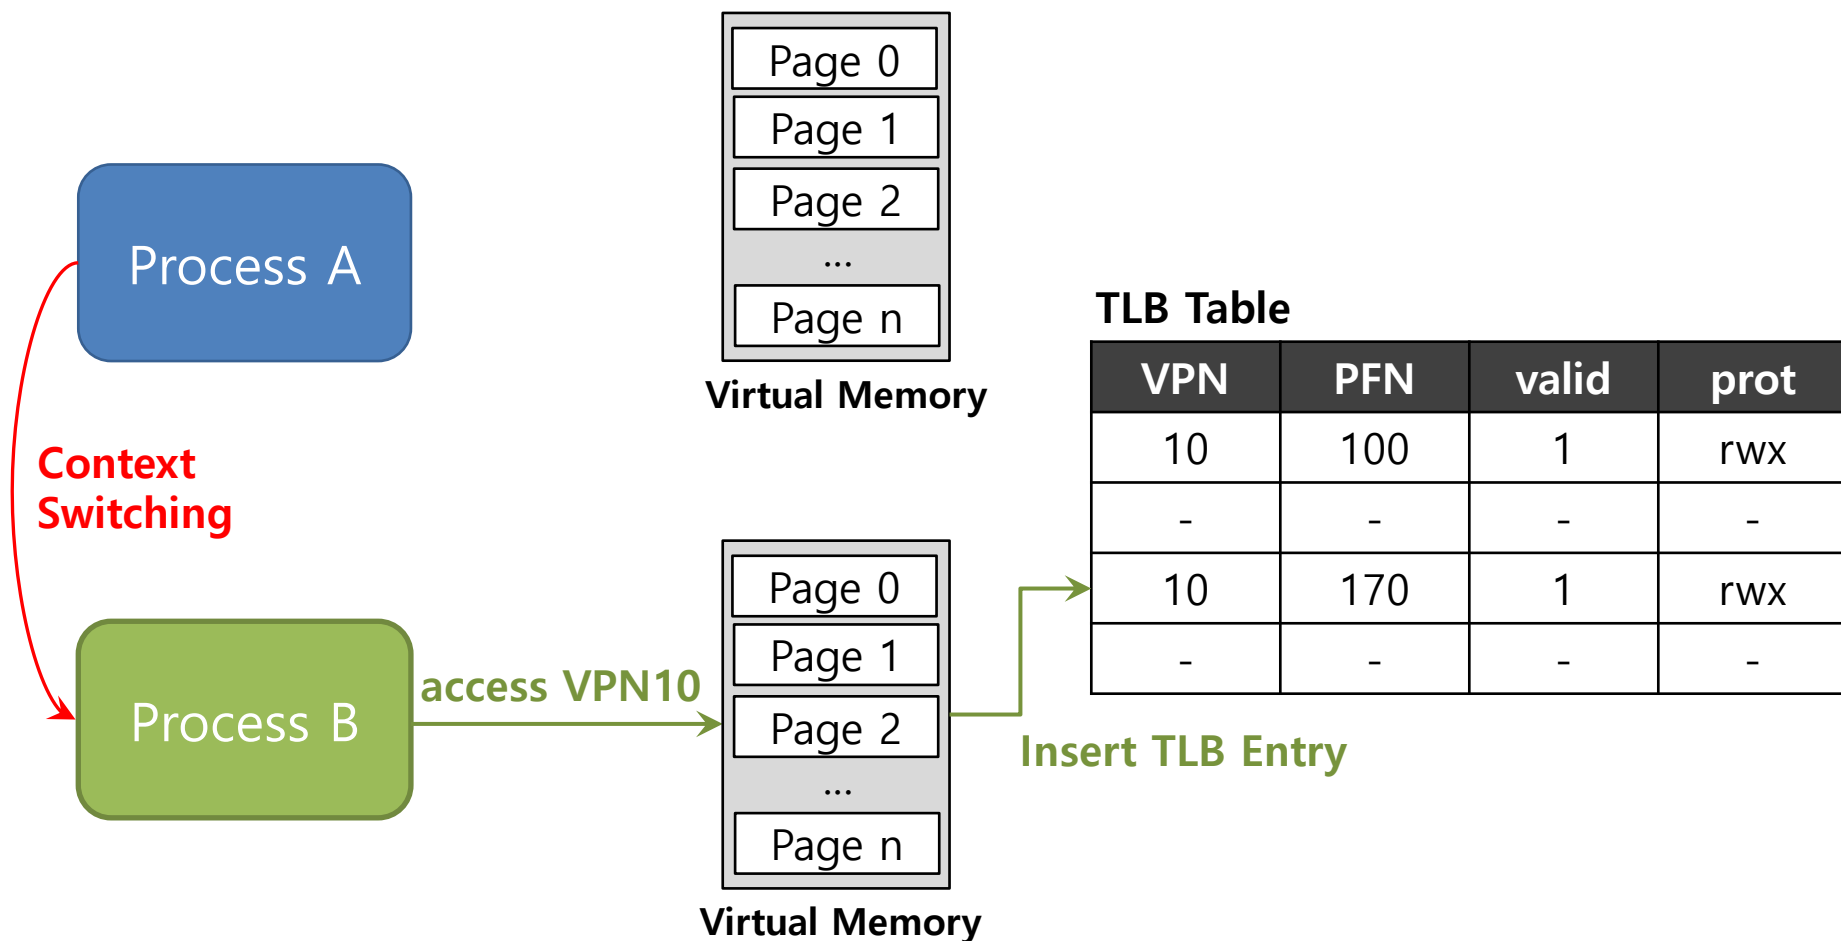 Page 0
Page 1
Page 2
...
Page n
Virtual Memory
Process A
Context
Switching
Process B
access VPN10
Page 0
Page 1
Page 2
...
Page n
Virtual Memory
Insert TLB Entry
TLB Table
VPN PFN valid prot
10 100 1 rwx
- - - -
10 170 1 rwx
- - - -